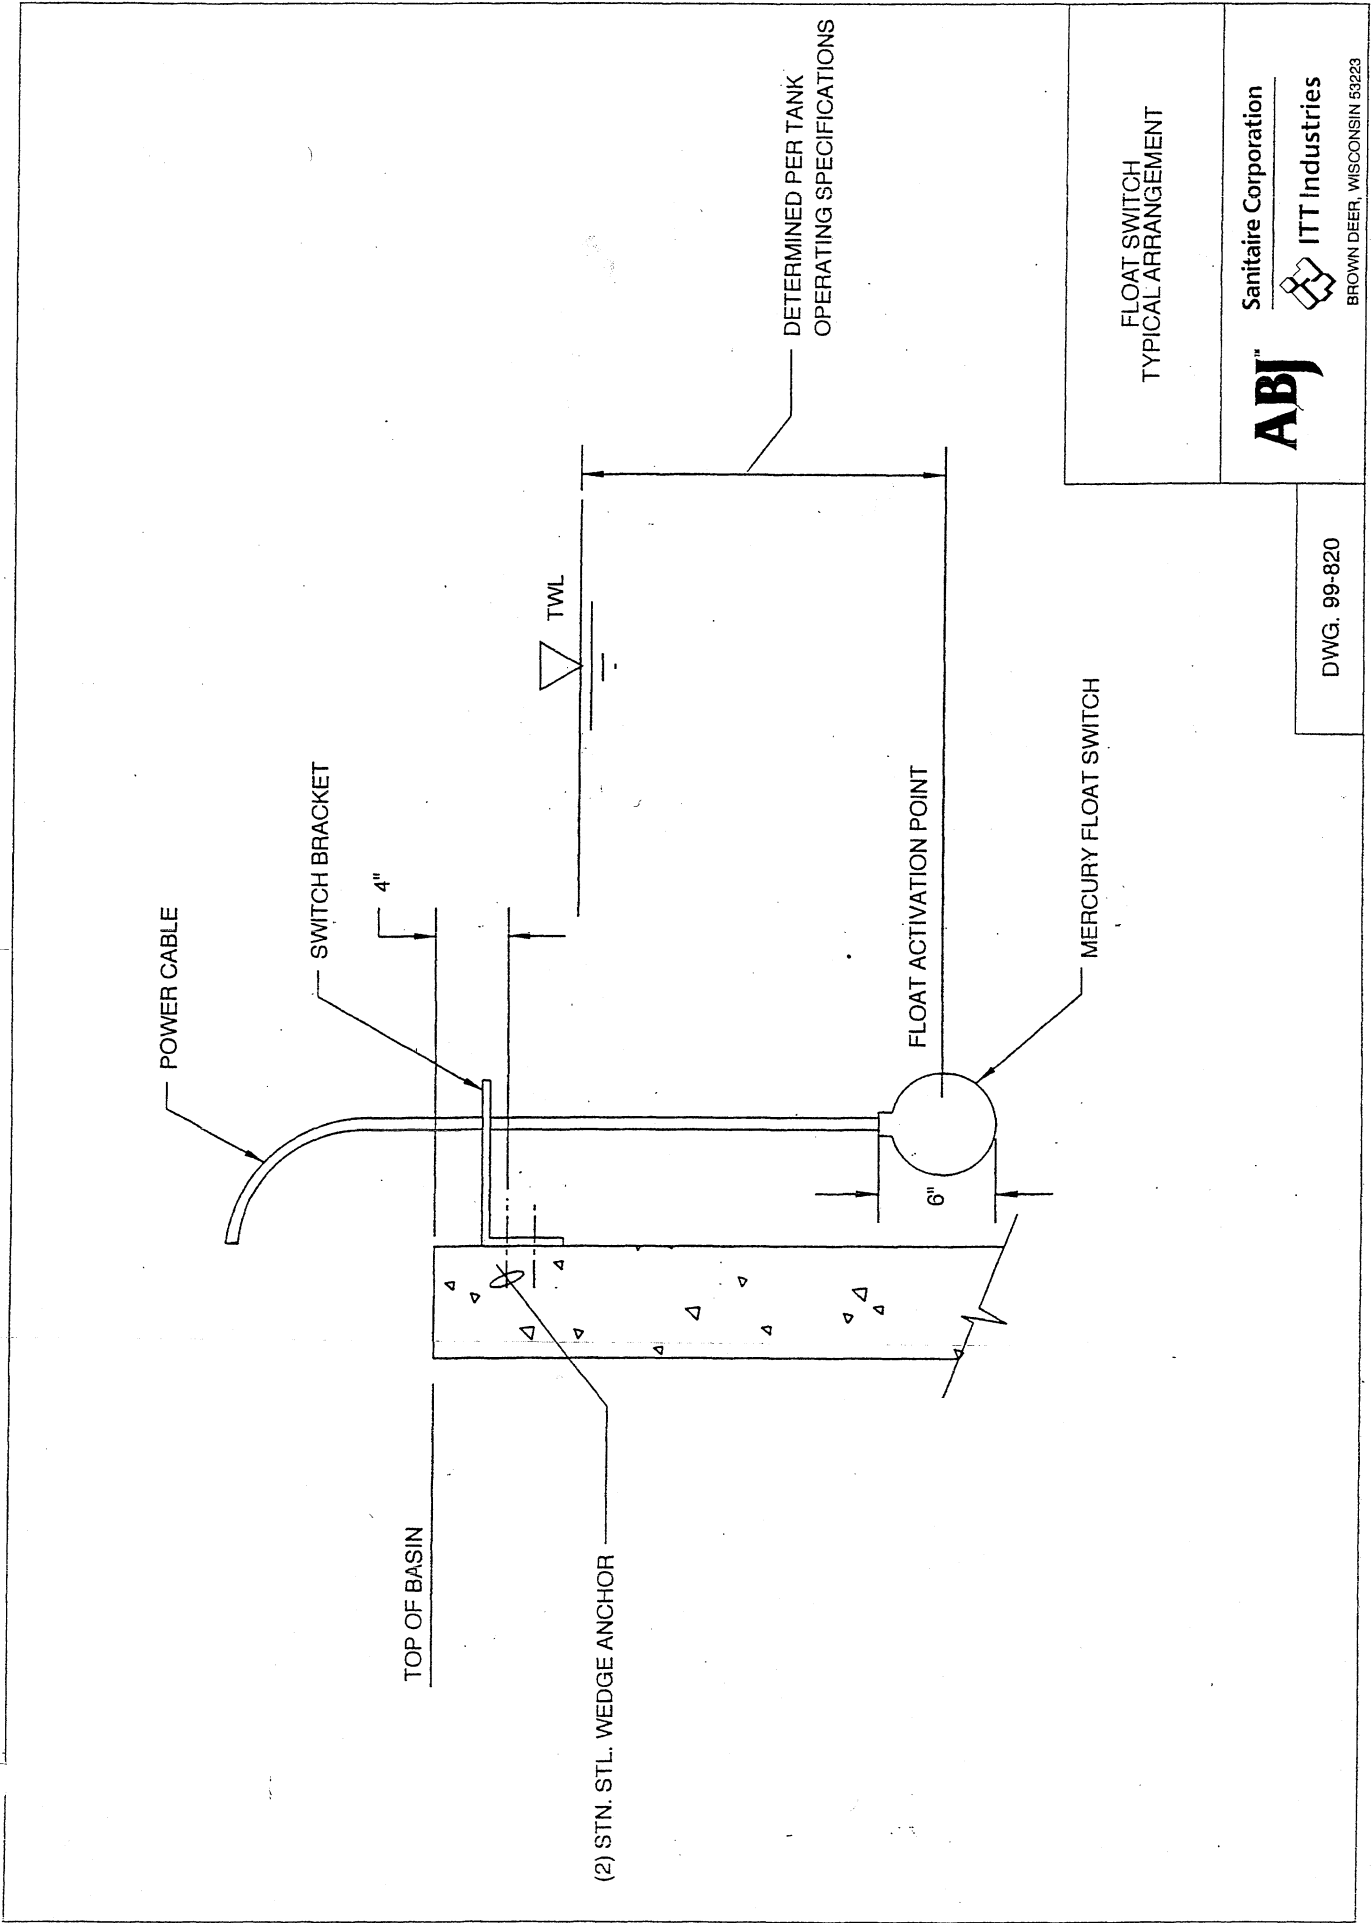 POWER CABLE
SWITCH BRACKET
4"
TOP OF BASIN
TWL
(2) STN. STL. WEDGE ANCHOR
DETERMINED PER TANK
OPERATING SPECIFICATIONS
FLOAT ACTIVATION POINT
6"
MERCURY FLOAT SWITCH
FLOAT SWITCH
TYPICAL ARRANGEMENT
DWG. 99-820
ABJ™
Sanitaire Corporation
ITT Industries
BROWN DEER, WISCONSIN 53223